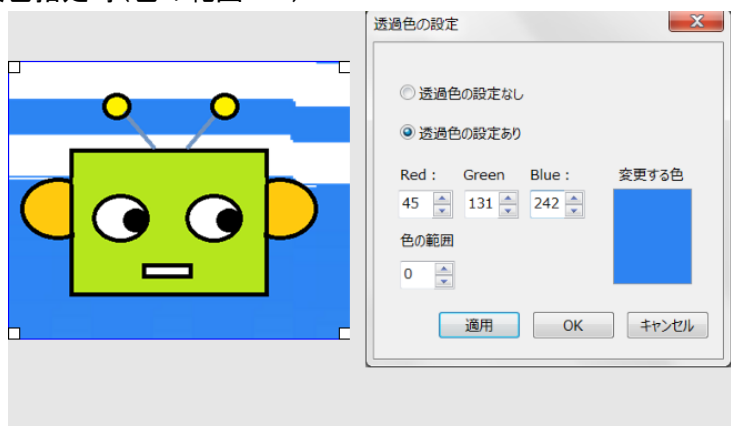 透過色の設定
透過色の設定なし
透過色の設定あり
Red : Green Blue : 変更する色
45 131 242
色の範囲
0
適用 OK キャンセル